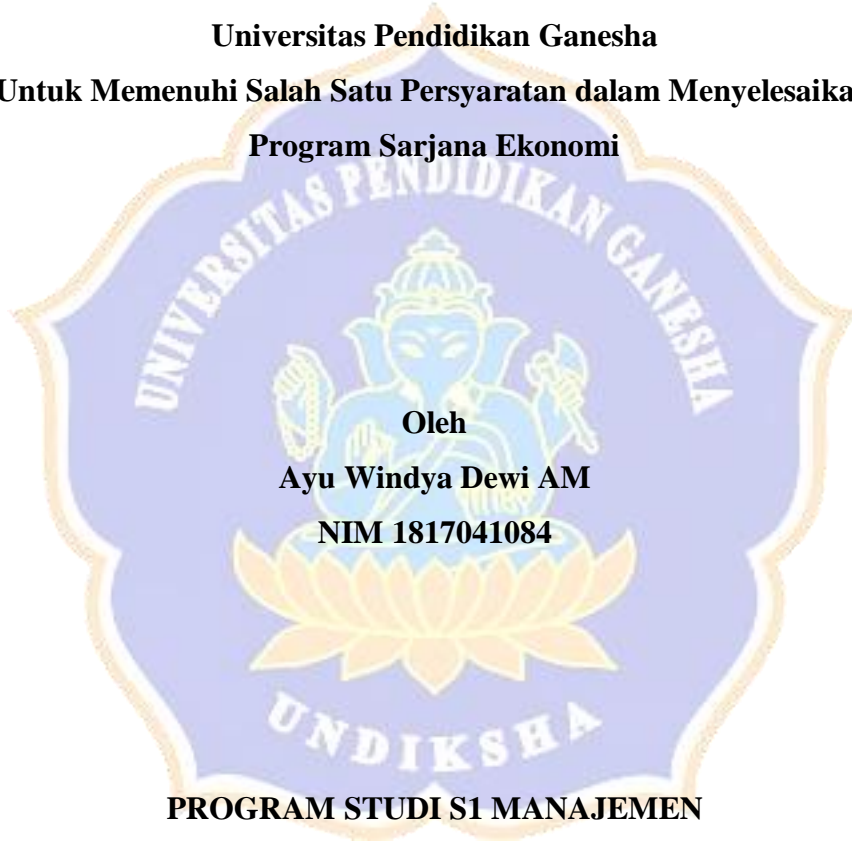 Universitas Pendidikan Ganesha
Untuk Memenuhi Salah Satu Persyaratan dalam Menyelesaika
Program Sarjana Ekonomi
UNIVERSITAS PENDIDIKAN GANESHA
Oleh
Ayu Windya Dewi AM
NIM 1817041084
UNDIKSHA
PROGRAM STUDI S1 MANAJEMEN